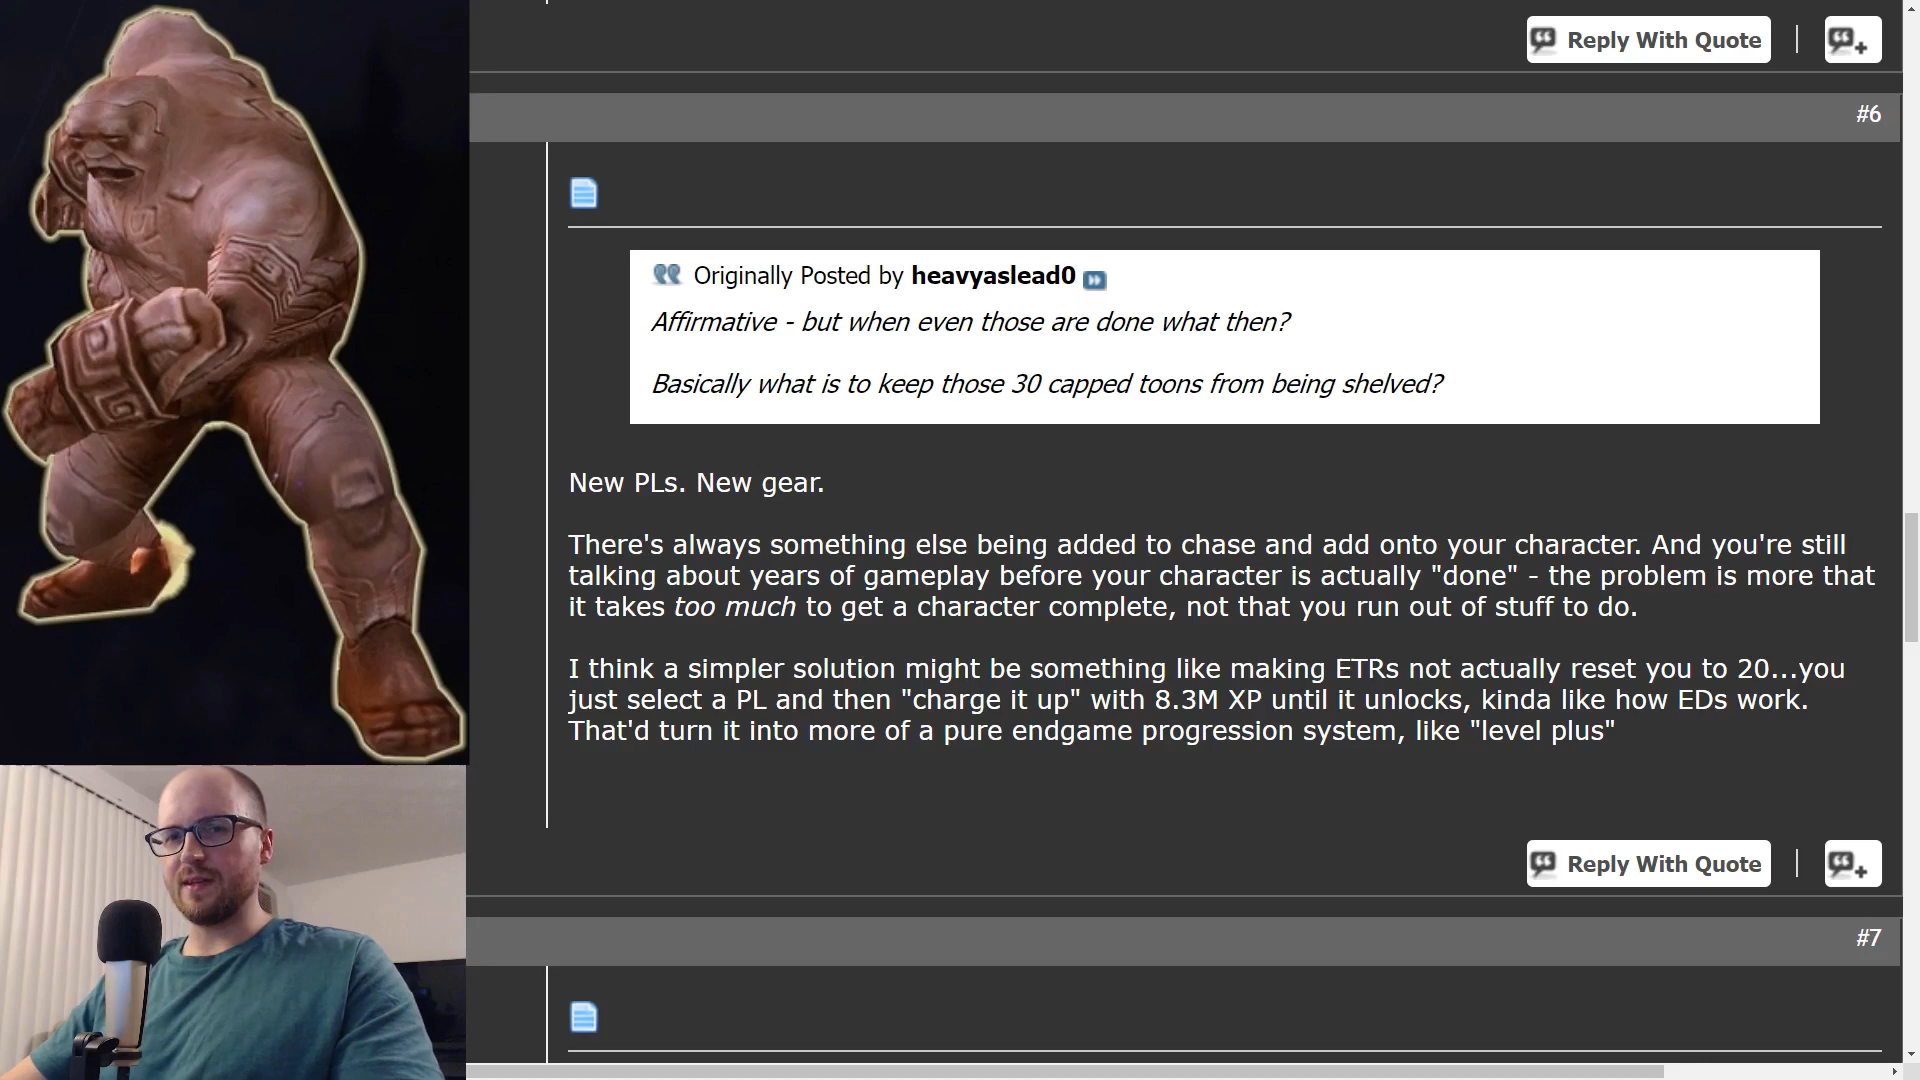 Reply With Quote
#6
Originally Posted by heavyaslead0
Affirmative - but when even those are done what then?
Basically what is to keep those 30 capped toons from being shelved?
New PLs. New gear.
There's always something else being added to chase and add onto your character. And you're still
talking about years of gameplay before your character is actually "done" - the problem is more that
it takes too much to get a character complete, not that you run out of stuff to do.
I think a simpler solution might be something like making ETRs not actually reset you to 20...you
just select a PL and then "charge it up" with 8.3M XP until it unlocks, kinda like how EDs work.
That'd turn it into more of a pure endgame progression system, like "level plus"
Reply With Quote
#7